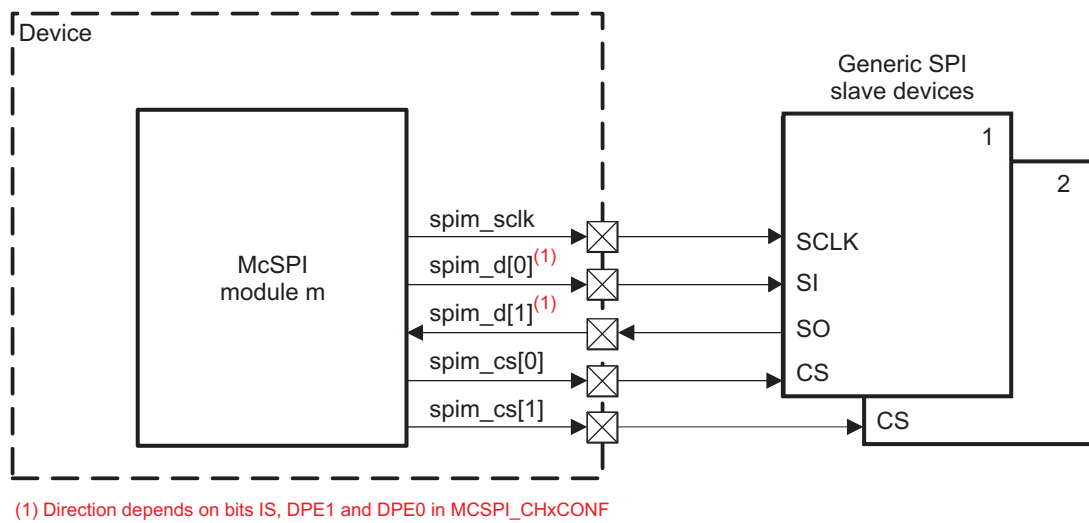 Device
Generic SPI
slave devices
1
2
McSPI
module m
spim_sclk
spim_d[0](1)
spim_d[1](1)
spim_cs[0]
spim_cs[1]
SCLK
SI
SO
CS
CS
(1) Direction depends on bits IS, DPE1 and DPE0 in MCSPI_CHxCONF